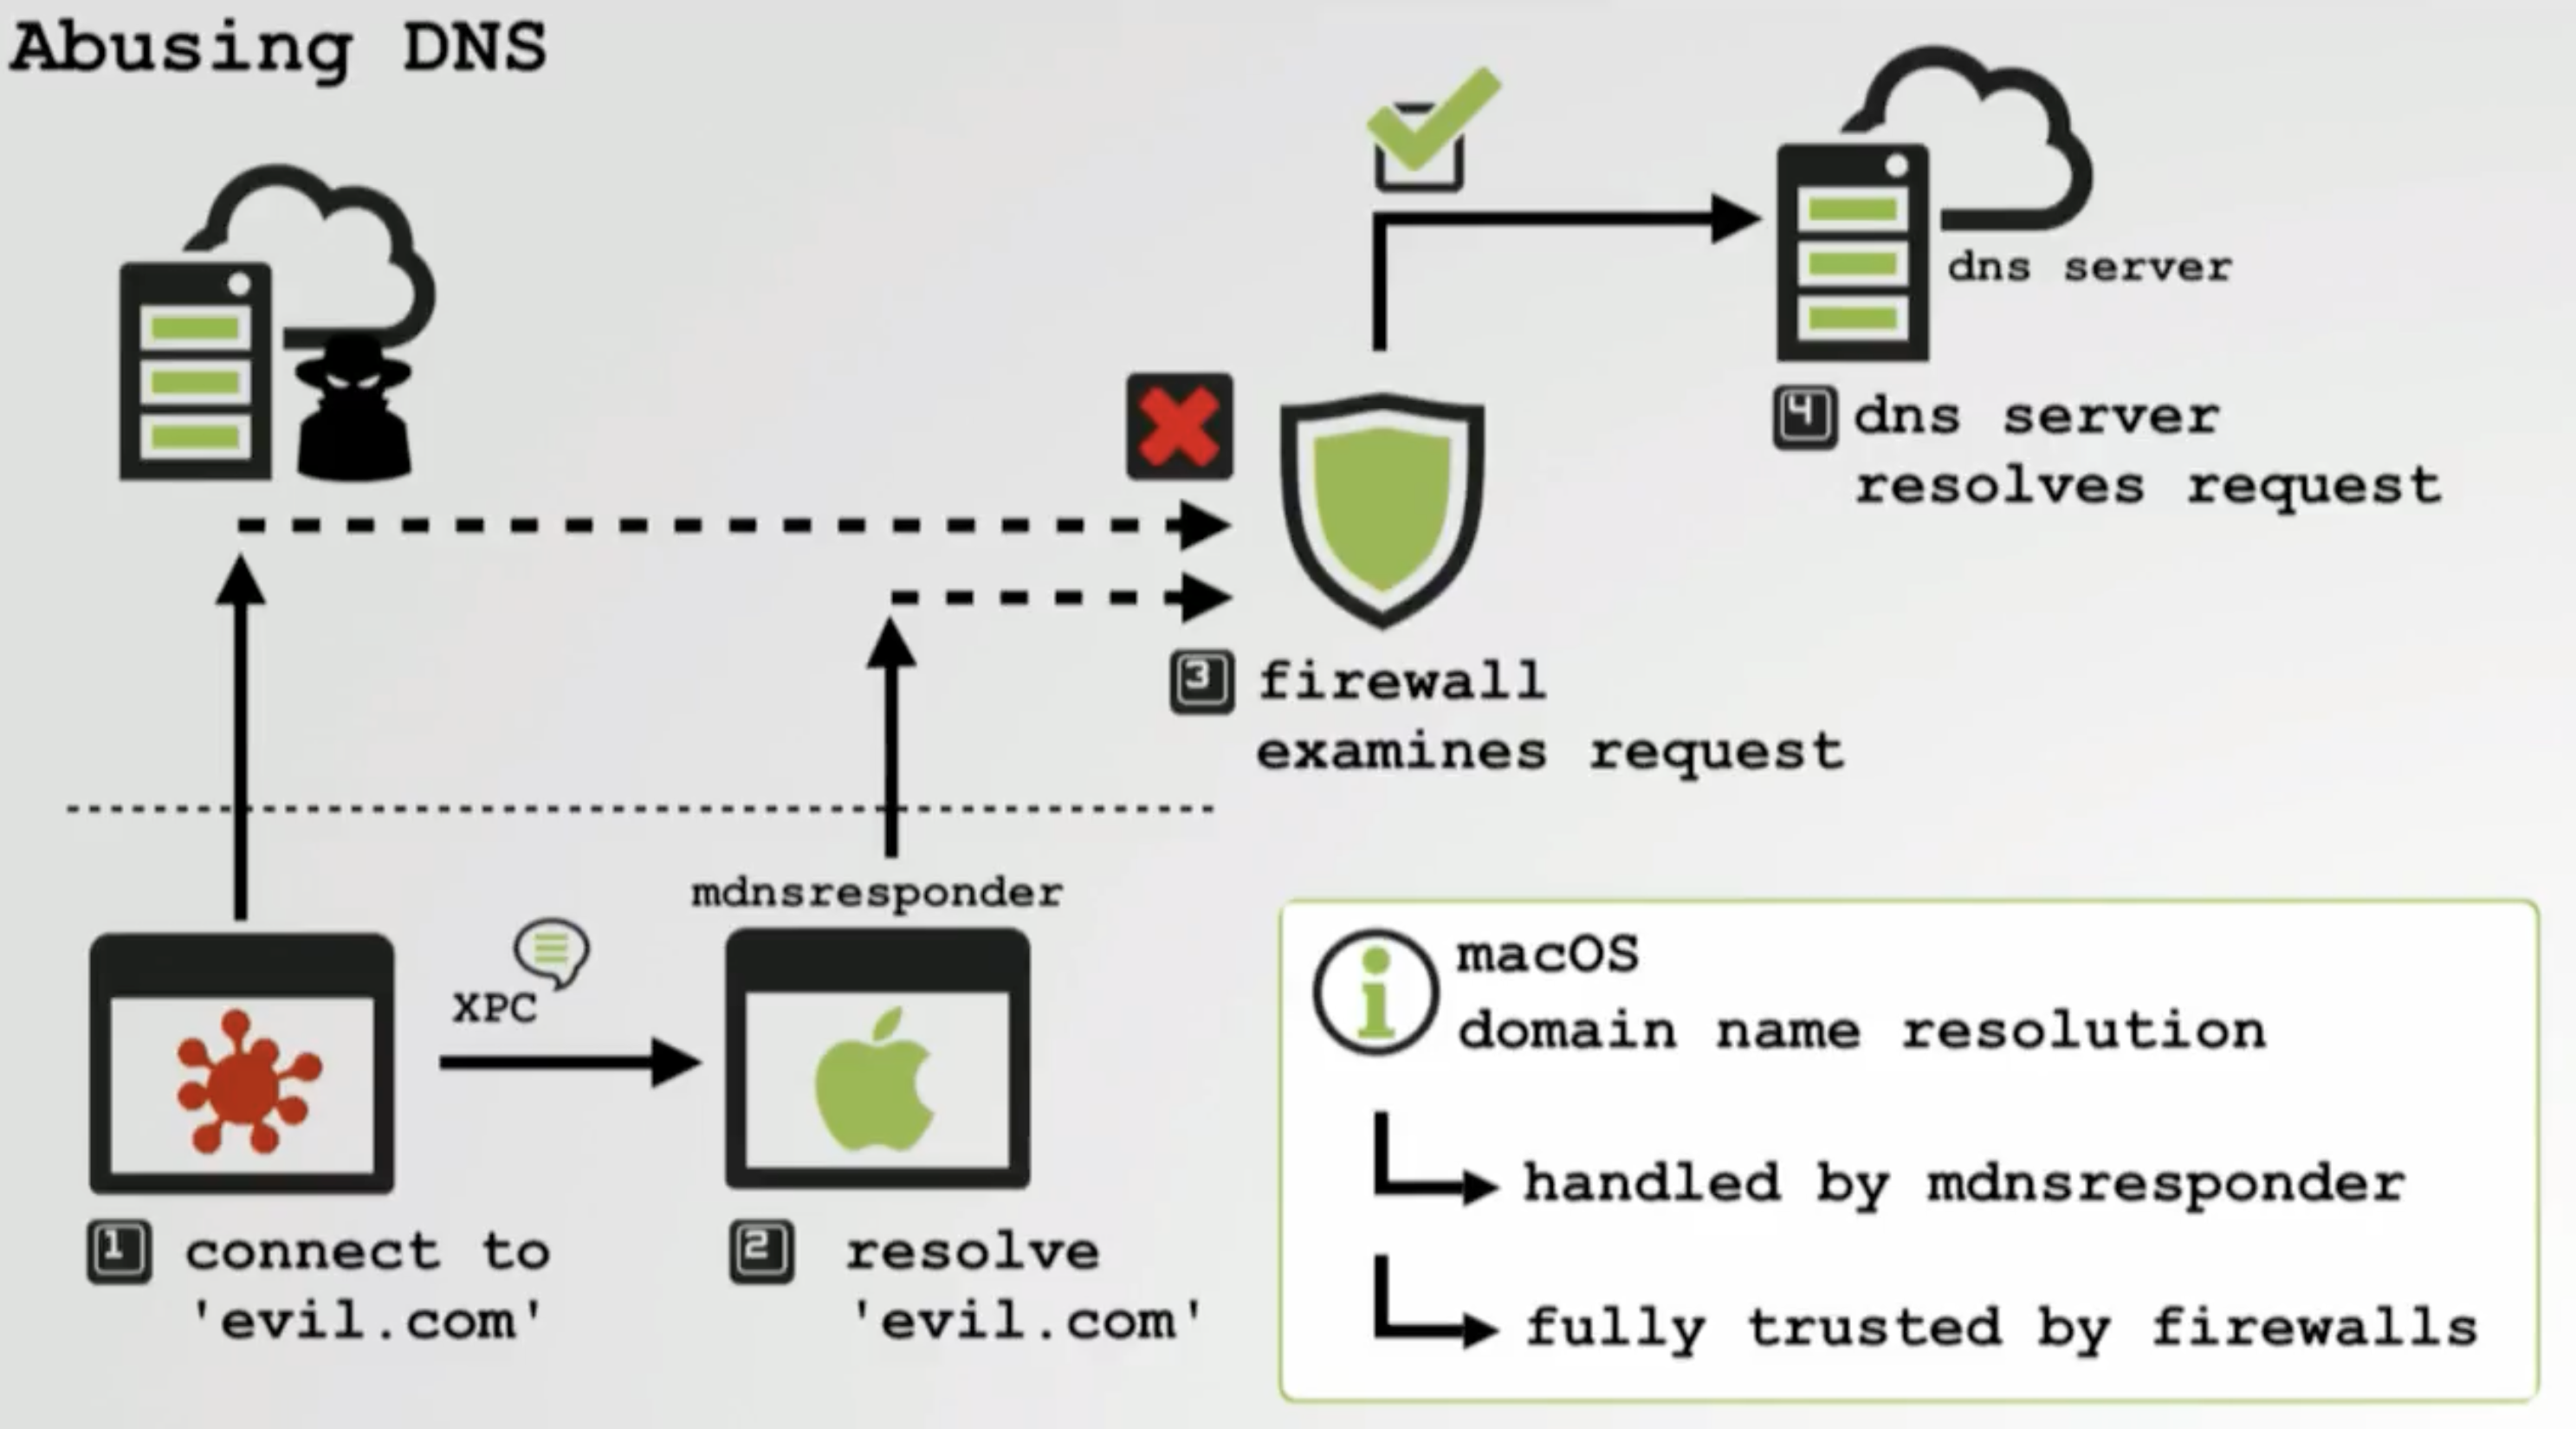 Abusing DNS
dns server
4 dns server
resolves request
3 firewall
examines request
mdnsresponder
XPC
1 connect to
'evil.com'
2 resolve
'evil.com'
macOS
domain name resolution
handled by mdnsresponder
fully trusted by firewalls